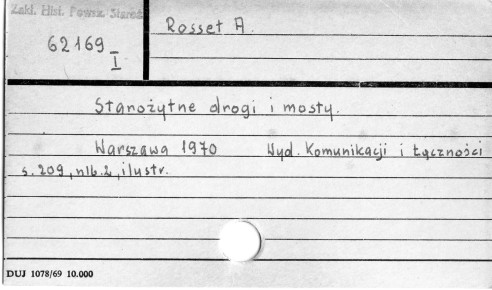 Zakł. Hist. Powsz. Staroż.
Rosset A.
62169
I
Starożytne drogi i mosty.
Warszawa 1970 Wyd. Komunikacji i Łączności
s. 209, nlb. 2, ilustr.
DUJ 1078/69 10.000